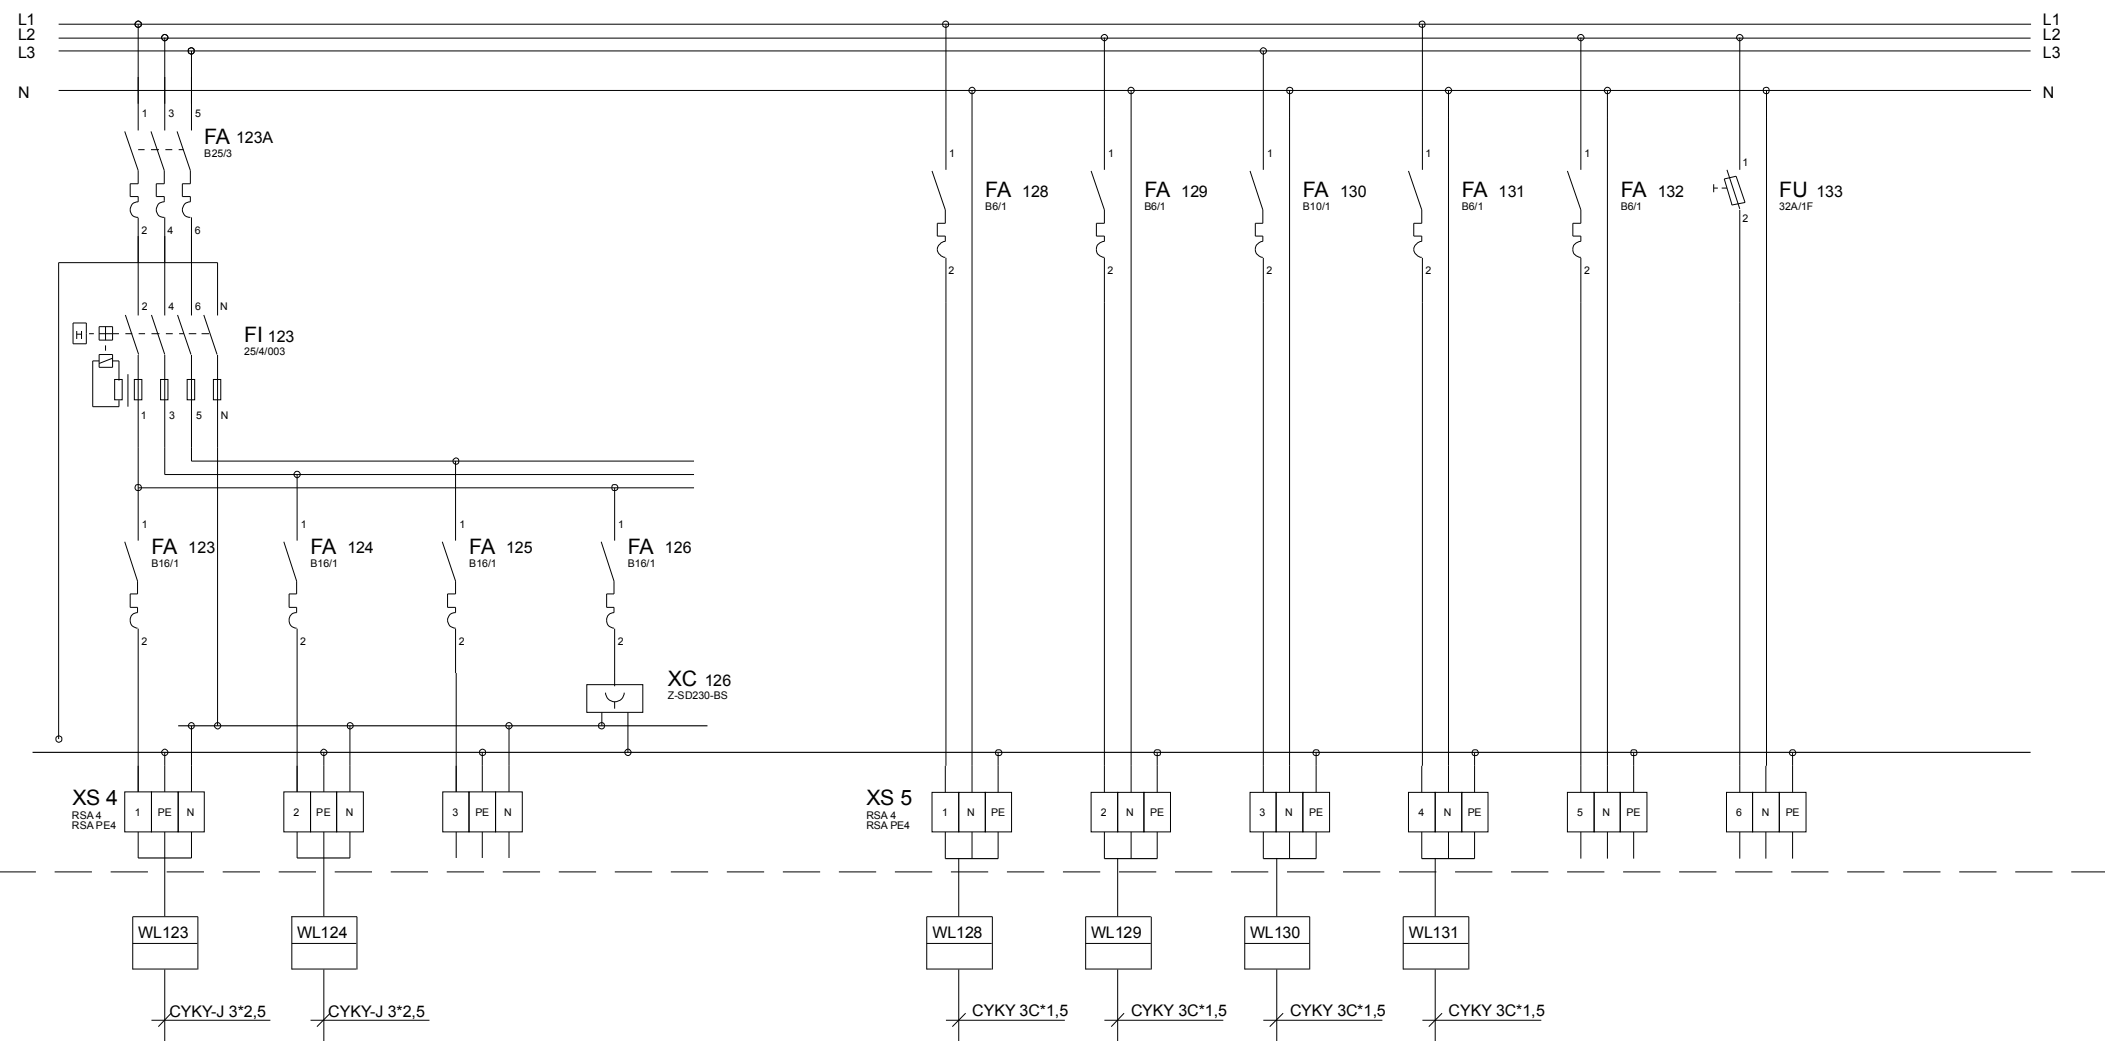 L1 L1
L2 L2
L3 L3
N N
1 3 5
FA 123A
B25/3
2 4 6
1 1 1 1 1 1
FA 128 FA 129 FA 130 FA 131 FA 132 FU 133
B6/1 B6/1 B10/1 B6/1 B6/1 32A/1F
2 2 2 2 2 2
2 4 6 N
H
FI 123
25/4/003
1 3 5 N
1 1 1 1
FA 123 FA 124 FA 125 FA 126
B16/1 B16/1 B16/1 B16/1
2 2 2 2
XC 126
Z-SD230-BS
XS 4
RSA 4
RSA PE4
1 PE N 2 PE N 3 PE N
XS 5
RSA 4
RSA PE4
1 N PE 2 N PE 3 N PE 4 N PE 5 N PE 6 N PE
WL123 WL124 WL128 WL129 WL130 WL131
CYKY-J 3*2,5 CYKY-J 3*2,5 CYKY 3C*1,5 CYKY 3C*1,5 CYKY 3C*1,5 CYKY 3C*1,5